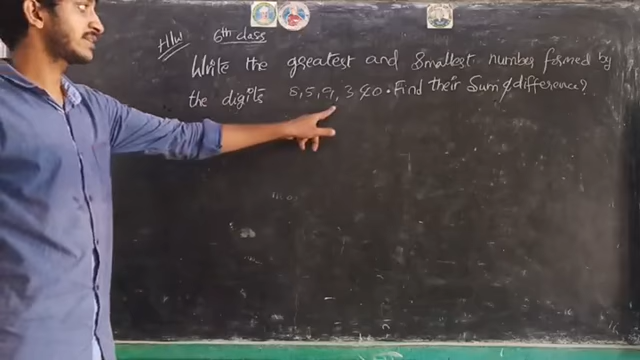 H/W 6th class
Write the greatest and smallest number formed by
the digits 8,5,9,3 & 0. Find their Sum & difference?